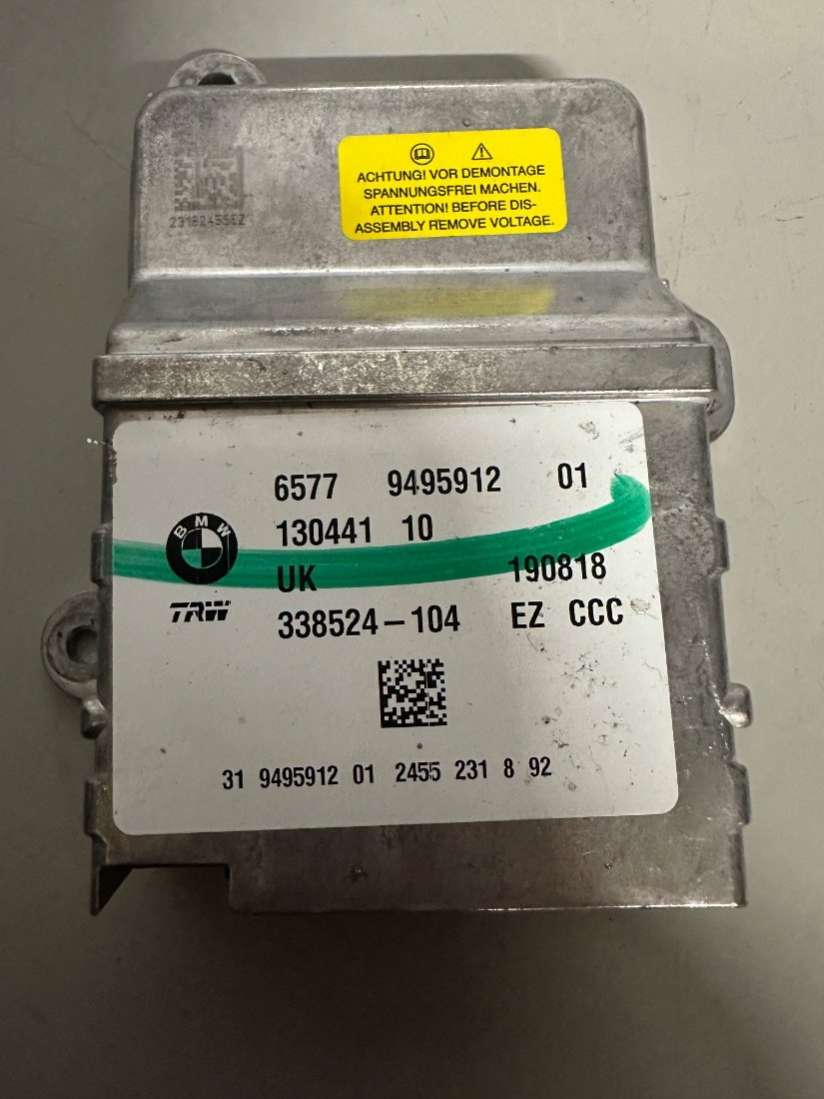 231824556EZ
ACHTUNG! VOR DEMONTAGE
SPANNUNGSFREI MACHEN.
ATTENTION! BEFORE DIS-
ASSEMBLY REMOVE VOLTAGE.
6577 9495912 01
BMW
130441 10
UK 190818
TRW
338524-104 EZ CCC
31 9495912 01 2455 231 8 92